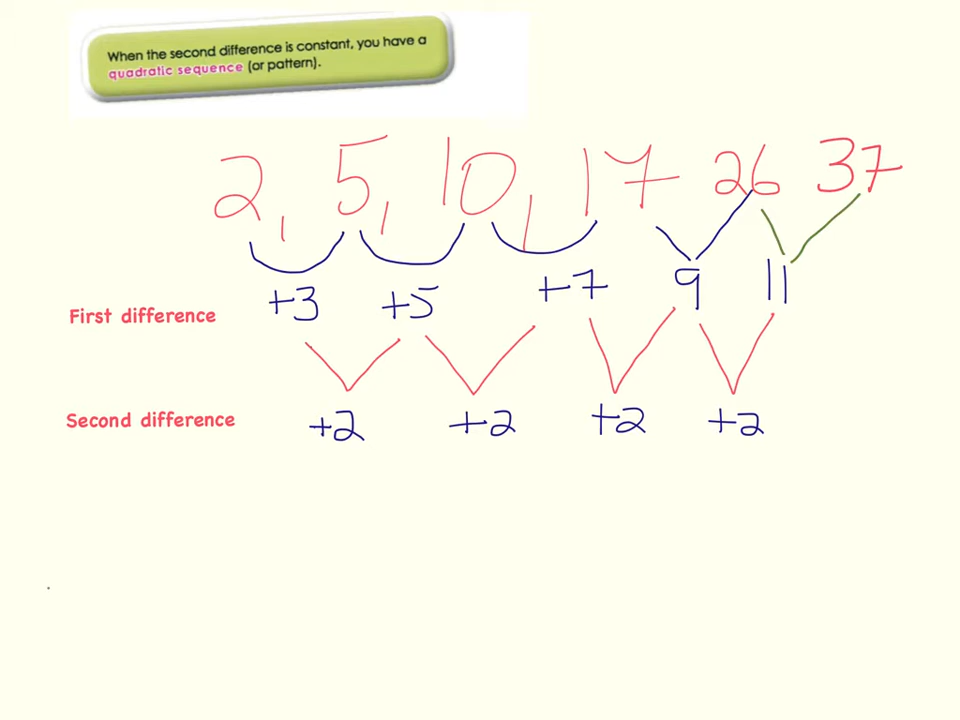 When the second difference is constant, you have a
quadratic sequence (or pattern).
2, 5, 10, 17 26 37
First difference +3 +5 +7 9 11
Second difference +2 +2 +2 +2